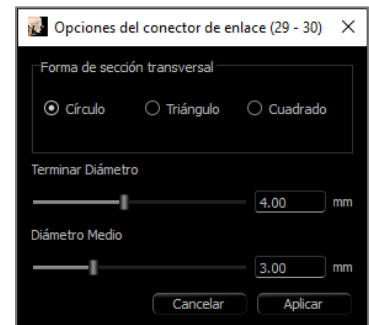 Opciones del conector de enlace (29 - 30)
Forma de sección transversal
Círculo Triángulo Cuadrado
Terminar Diámetro
4.00 mm
Diámetro Medio
3.00 mm
Cancelar Aplicar